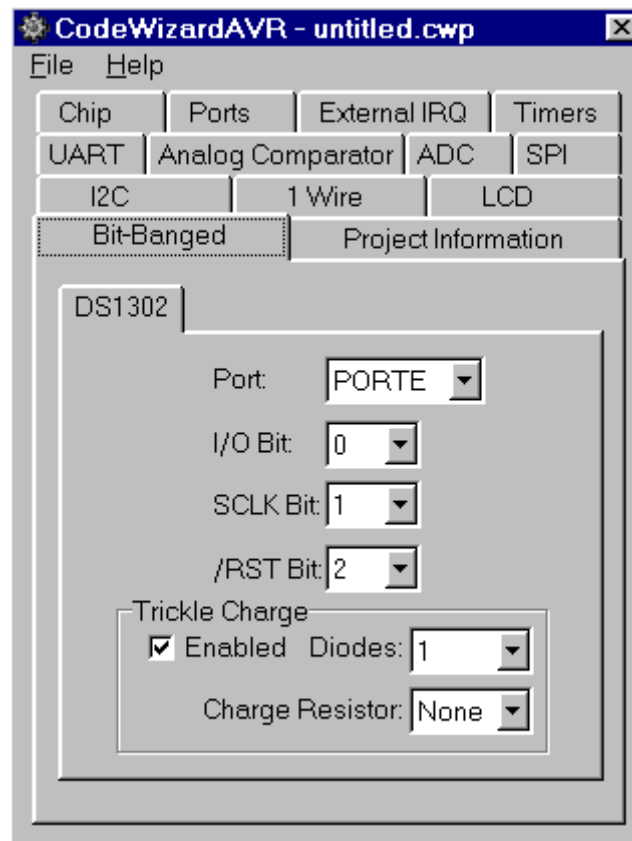 CodeWizardAVR - untitled.cwp
File Help
Chip Ports External IRQ Timers
UART Analog Comparator ADC SPI
I2C 1 Wire LCD
Bit-Banged Project Information
DS1302
Port: PORTE
I/O Bit: 0
SCLK Bit: 1
/RST Bit: 2
Trickle Charge
Enabled Diodes: 1
Charge Resistor: None